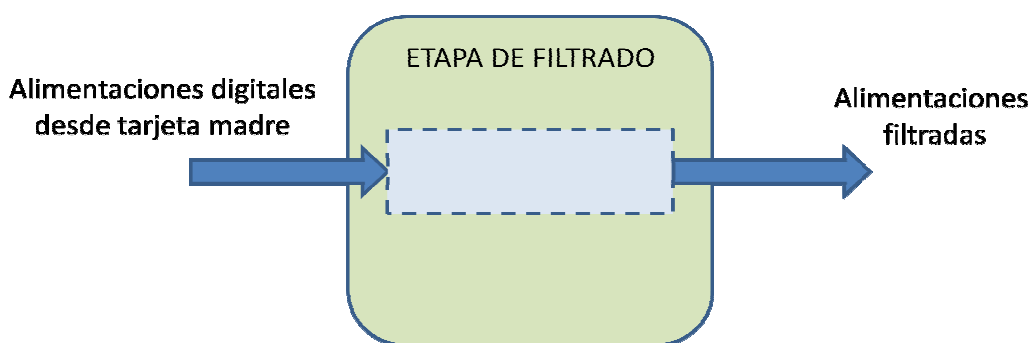 ETAPA DE FILTRADO
Alimentaciones digitales
desde tarjeta madre
Alimentaciones
filtradas